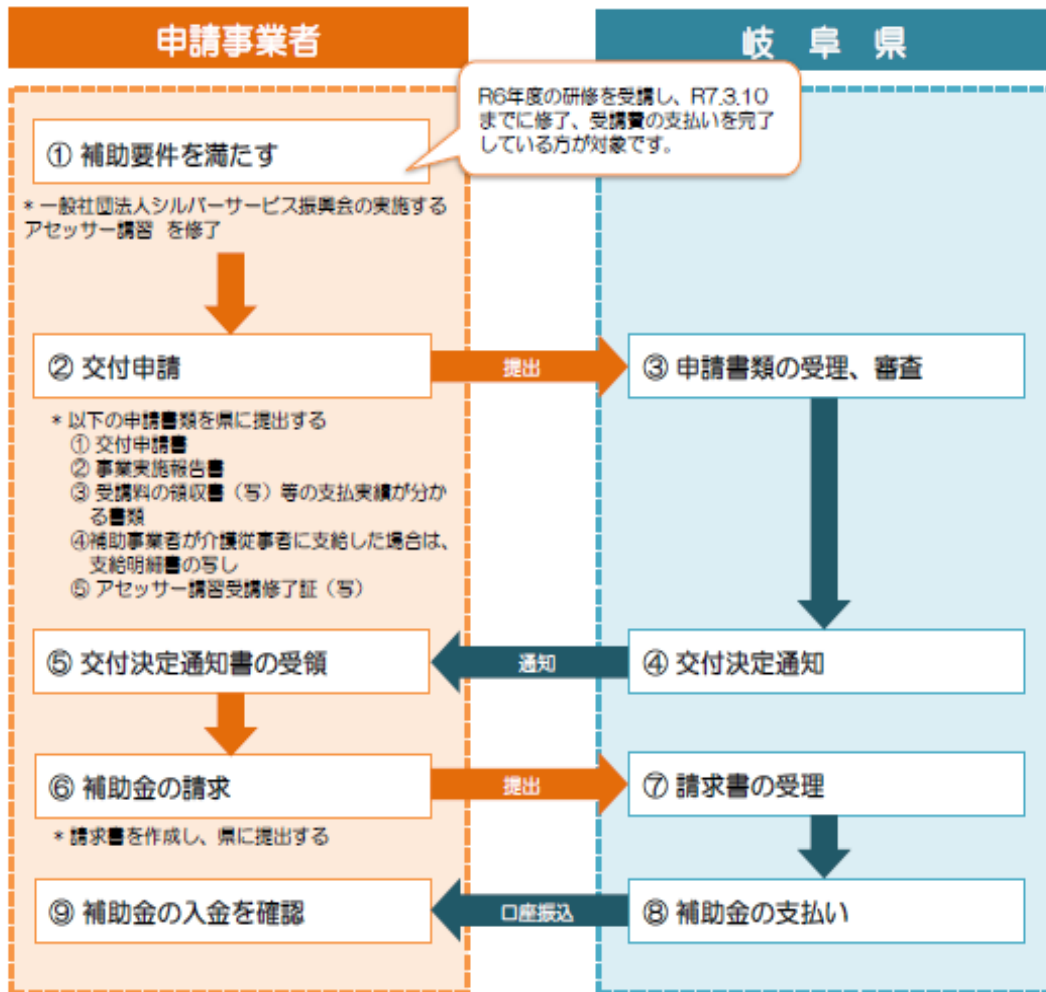 申請事業者
岐阜県
R6年度の研修を受講し、R7.3.10
までに修了、受講費の支払いを完了
している方が対象です。
① 補助要件を満たす
* 一般社団法人シルバーサービス振興会の実施する
アセッサー講習 を修了
② 交付申請
提出
③ 申請書類の受理、審査
* 以下の申請書類を県に提出する
① 交付申請書
② 事業実施報告書
③ 受講料の領収書（写）等の支払実績が分か
る書類
④補助事業者が介護従事者に支給した場合は、
支給明細書の写し
⑤ アセッサー講習受講修了証（写）
⑤ 交付決定通知書の受領
通知
④ 交付決定通知
⑥ 補助金の請求
提出
⑦ 請求書の受理
* 請求書を作成し、県に提出する
⑨ 補助金の入金を確認
口座振込
⑧ 補助金の支払い